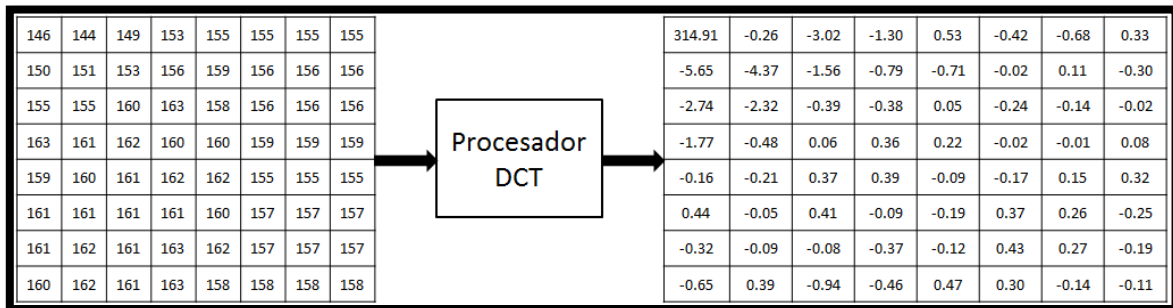 146 144 149 153 155 155 155 155 314.91 -0.26 -3.02 -1.30 0.53 -0.42 -0.68 0.33
150 151 153 156 159 156 156 156 -5.65 -4.37 -1.56 -0.79 -0.71 -0.02 0.11 -0.30
155 155 160 163 158 156 156 156 -2.74 -2.32 -0.39 -0.38 0.05 -0.24 -0.14 -0.02
163 161 162 160 160 159 159 159 Procesador -1.77 -0.48 0.06 0.36 0.22 -0.02 -0.01 0.08
159 160 161 162 162 155 155 155 DCT -0.16 -0.21 0.37 0.39 -0.09 -0.17 0.15 0.32
161 161 161 161 160 157 157 157 0.44 -0.05 0.41 -0.09 -0.19 0.37 0.26 -0.25
161 162 161 163 162 157 157 157 -0.32 -0.09 -0.08 -0.37 -0.12 0.43 0.27 -0.19
160 162 161 163 158 158 158 158 -0.65 0.39 -0.94 -0.46 0.47 0.30 -0.14 -0.11